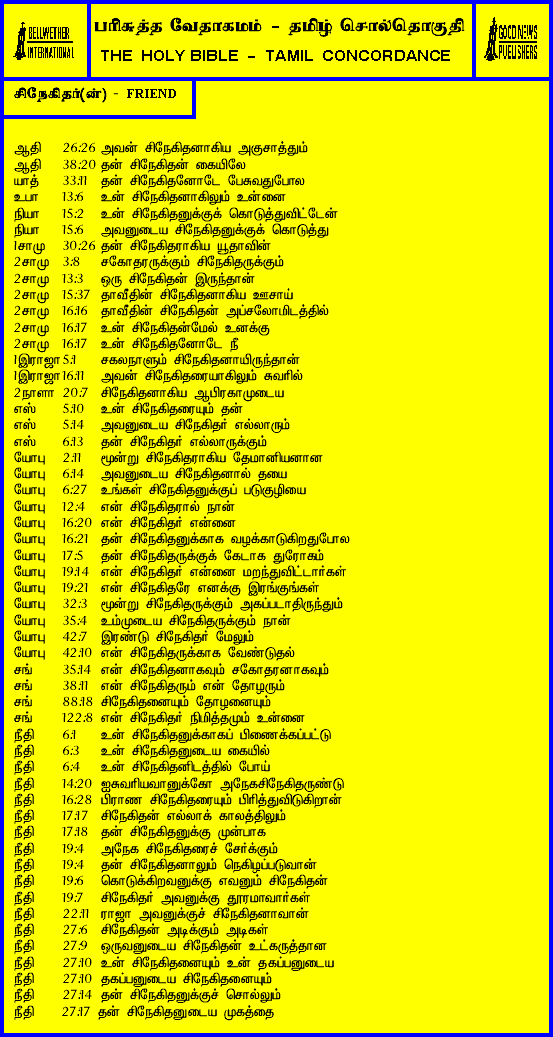 BELLWETHER INTERNATIONAL
பரிசுத்த வேதாகமம் - தமிழ் சொல்தொகுதி
THE HOLY BIBLE - TAMIL CONCORDANCE
GOOD NEWS PUBLISHERS
சிநேகிதர்(ன்) - FRIEND
ஆதி 26:26 அவன் சிநேகிதனாகிய அகுசாத்தும்
ஆதி 38:20 தன் சிநேகிதன் கையிலே
யாத் 33:11 தன் சிநேகிதனோடே பேசுவதுபோல
உபா 13:6 உன் சிநேகிதனாகிலும் உன்னை
நியா 15:2 உன் சிநேகிதனுக்குக் கொடுத்துவிட்டேன்
நியா 15:6 அவனுடைய சிநேகிதனுக்குக் கொடுத்து
1சாமு 30:26 தன் சிநேகிதராகிய யூதாவின்
2சாமு 3:8 சகோதரருக்கும் சிநேகிதருக்கும்
2சாமு 13:3 ஒரு சிநேகிதன் இருந்தான்
2சாமு 15:37 தாவீதின் சிநேகிதனாகிய ஊசாய்
2சாமு 16:16 தாவீதின் சிநேகிதன் அப்சலோமிடத்தில்
2சாமு 16:17 உன் சிநேகிதன்மேல் உனக்கு
2சாமு 16:17 உன் சிநேகிதனோடே நீ
1இராஜா 5:1 சகலநாளும் சிநேகிதனாயிருந்தான்
1இராஜா 16:11 அவன் சிநேகிதரையாகிலும் சுவரில்
2நாளா 20:7 சிநேகிதனாகிய ஆபிரகாமுடைய
எஸ் 5:10 உன் சிநேகிதரையும் தன்
எஸ் 5:14 அவனுடைய சிநேகிதர் எல்லாரும்
எஸ் 6:13 தன் சிநேகிதர் எல்லாருக்கும்
யோபு 2:11 மூன்று சிநேகிதராகிய தேமானியனான
யோபு 6:14 அவனுடைய சிநேகிதனால் தயை
யோபு 6:27 உங்கள் சிநேகிதனுக்குப் படுகுழியை
யோபு 12:4 என் சிநேகிதரால் நான்
யோபு 16:20 என் சிநேகிதர் என்னை
யோபு 16:21 தன் சிநேகிதனுக்காக வழக்காடுகிறதுபோல
யோபு 17:5 தன் சிநேகிதருக்குக் கேடாக துரோகம்
யோபு 19:14 என் சிநேகிதர் என்னை மறந்துவிட்டார்கள்
யோபு 19:21 என் சிநேகிதரே எனக்கு இரங்குங்கள்
யோபு 32:3 மூன்று சிநேகிதருக்கும் அகப்படாதிருந்தும்
யோபு 35:4 உம்முடைய சிநேகிதருக்கும் நான்
யோபு 42:7 இரண்டு சிநேகிதர் மேலும்
யோபு 42:10 என் சிநேகிதருக்காக வேண்டுதல்
சங் 35:14 என் சிநேகிதனாகவும் சகோதரனாகவும்
சங் 38:11 என் சிநேகிதரும் என் தோழரும்
சங் 88:18 சிநேகிதனையும் தோழனையும்
சங் 122:8 என் சிநேகிதர் நிமித்தமும் உன்னை
நீதி 6:1 உன் சிநேகிதனுக்காகப் பிணைக்கப்பட்டு
நீதி 6:3 உன் சிநேகிதனுடைய கையில்
நீதி 6:4 உன் சிநேகிதனிடத்தில் போய்
நீதி 14:20 ஐசுவரியவானுக்கோ அநேகசிநேகிதருண்டு
நீதி 16:28 பிராண சிநேகிதரையும் பிரித்துவிடுகிறான்
நீதி 17:17 சிநேகிதன் எல்லாக் காலத்திலும்
நீதி 17:18 தன் சிநேகிதனுக்கு முன்பாக
நீதி 19:4 அநேக சிநேகிதரைச் சேர்க்கும்
நீதி 19:4 தன் சிநேகிதனாலும் நெகிழப்படுவான்
நீதி 19:6 கொடுக்கிறவனுக்கு எவனும் சிநேகிதன்
நீதி 19:7 சிநேகிதர் அவனுக்கு தூரமாவார்கள்
நீதி 22:11 ராஜா அவனுக்குச் சிநேகிதனாவான்
நீதி 27:6 சிநேகிதன் அடிக்கும் அடிகள்
நீதி 27:9 ஒருவனுடைய சிநேகிதன் உட்கருத்தான
நீதி 27:10 உன் சிநேகிதனையும் உன் தகப்பனுடைய
நீதி 27:10 தகப்பனுடைய சிநேகிதனையும்
நீதி 27:14 தன் சிநேகிதனுக்குச் சொல்லும்
நீதி 27:17 தன் சிநேகிதனுடைய முகத்தை